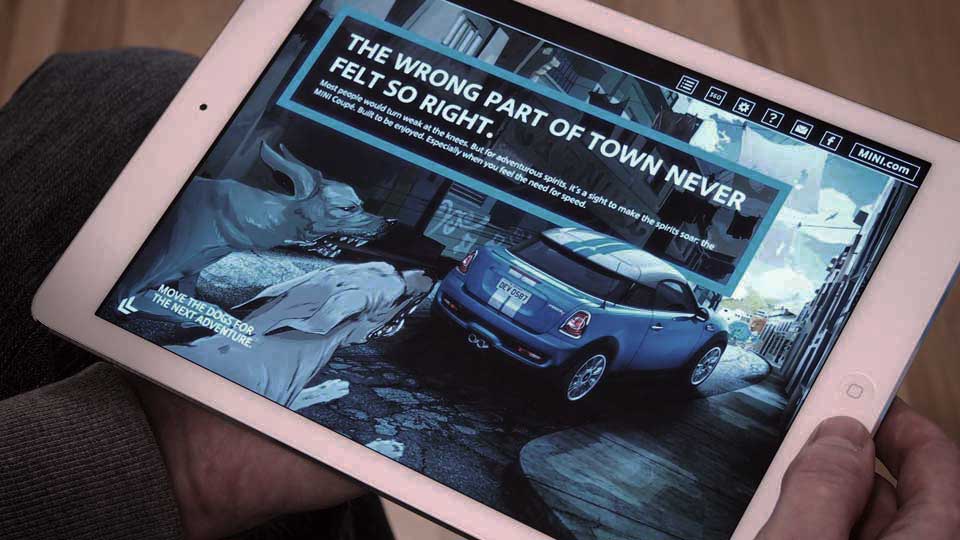 360
?
f
MINI.com
THE WRONG PART OF TOWN NEVER
FELT SO RIGHT.
Most people would turn weak at the knees. But for adventurous spirits, it's a sight to make the spirits soar: the
MINI Coupé. Built to be enjoyed. Especially when you feel the need for speed.
MOVE THE DOGS FOR
THE NEXT ADVENTURE.